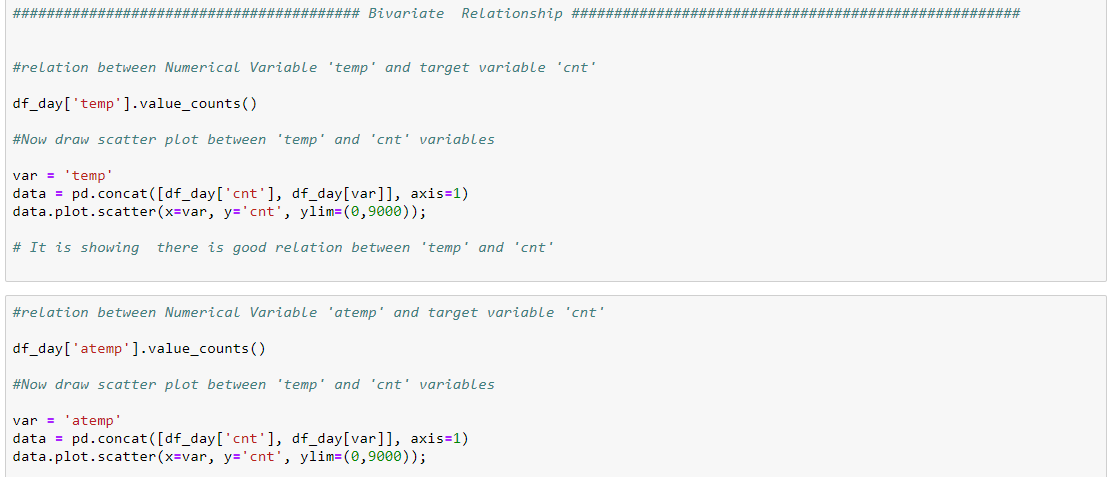 ######################################### Bivariate  Relationship #####################################################
#relation between Numerical Variable 'temp' and target variable 'cnt'
df_day['temp'].value_counts()
#Now draw scatter plot between 'temp' and 'cnt' variables
var = 'temp'
data = pd.concat([df_day['cnt'], df_day[var]], axis=1)
data.plot.scatter(x=var, y='cnt', ylim=(0,9000));
# It is showing  there is good relation between 'temp' and 'cnt'
#relation between Numerical Variable 'atemp' and target variable 'cnt'
df_day['atemp'].value_counts()
#Now draw scatter plot between 'temp' and 'cnt' variables
var = 'atemp'
data = pd.concat([df_day['cnt'], df_day[var]], axis=1)
data.plot.scatter(x=var, y='cnt', ylim=(0,9000));